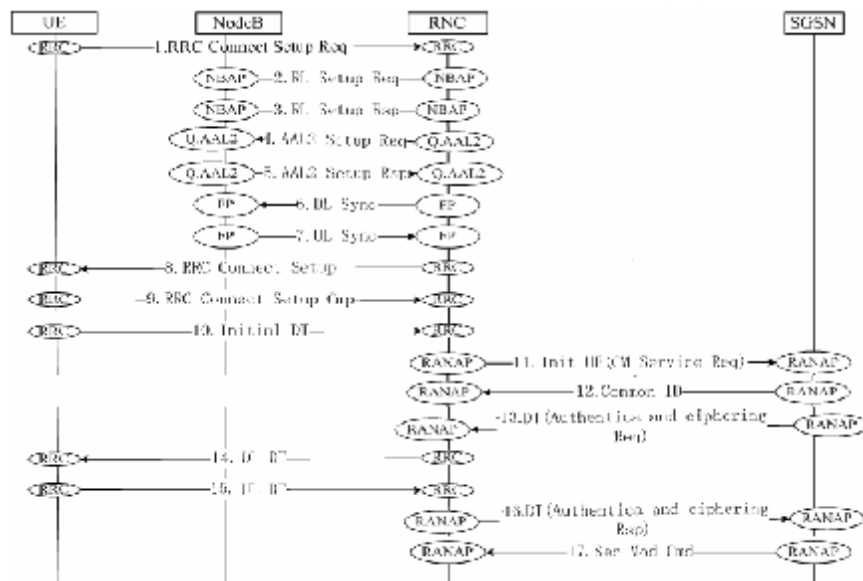 UE NodeB RNC SGSN
RRC 1.RRC Connect Setup Req RRC
NBAP 2. RL Setup Req NBAP
NBAP 3. RL Setup Rsp NBAP
Q.AAL2 4. AAL2 Setup Req Q.AAL2
Q.AAL2 5. AAL2 Setup Rsp Q.AAL2
FP 6. DL Sync FP
FP 7. UL Sync FP
RRC 8. RRC Connect Setup RRC
RRC 9. RRC Connect Setup Cmp RRC
RRC 10. Initial DT RRC
RANAP 11. Init UE(CM Service Req) RANAP
RANAP 12.Common ID RANAP
RANAP 13.DT(Authentica and ciphering Req) RANAP
RRC 14. DT RRC
RRC 15. DT RRC
RANAP 16.DT(Authentica and ciphering Rsp) RANAP
RANAP 17. Sec Mod Cmd RANAP